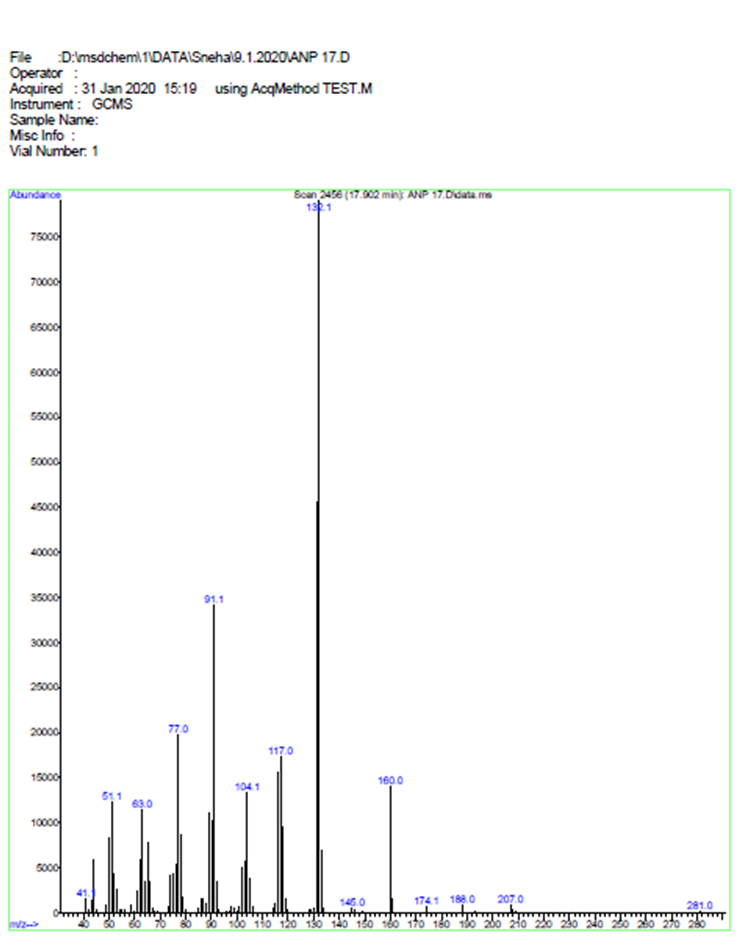 File :D:\msdchem\1\DATA\Sneha\9.1.2020\ANP 17.D
Operator :
Acquired : 31 Jan 2020 15:19 using AcqMethod TEST.M
Instrument : GCMS
Sample Name:
Misc Info :
Vial Number: 1
Abundance
Scan 2456 (17.902 min): ANP 17.D\data.ms
132.1
75000
70000
65000
60000
55000
50000
45000
40000
35000
91.1
30000
25000
20000
77.0
117.0
15000
160.0
104.1
51.1
63.0
10000
5000
41.1
145.0
174.1
188.0
207.0
281.0
0
m/z-->
40 50 60 70 80 90 100 110 120 130 140 150 160 170 180 190 200 210 220 230 240 250 260 270 280